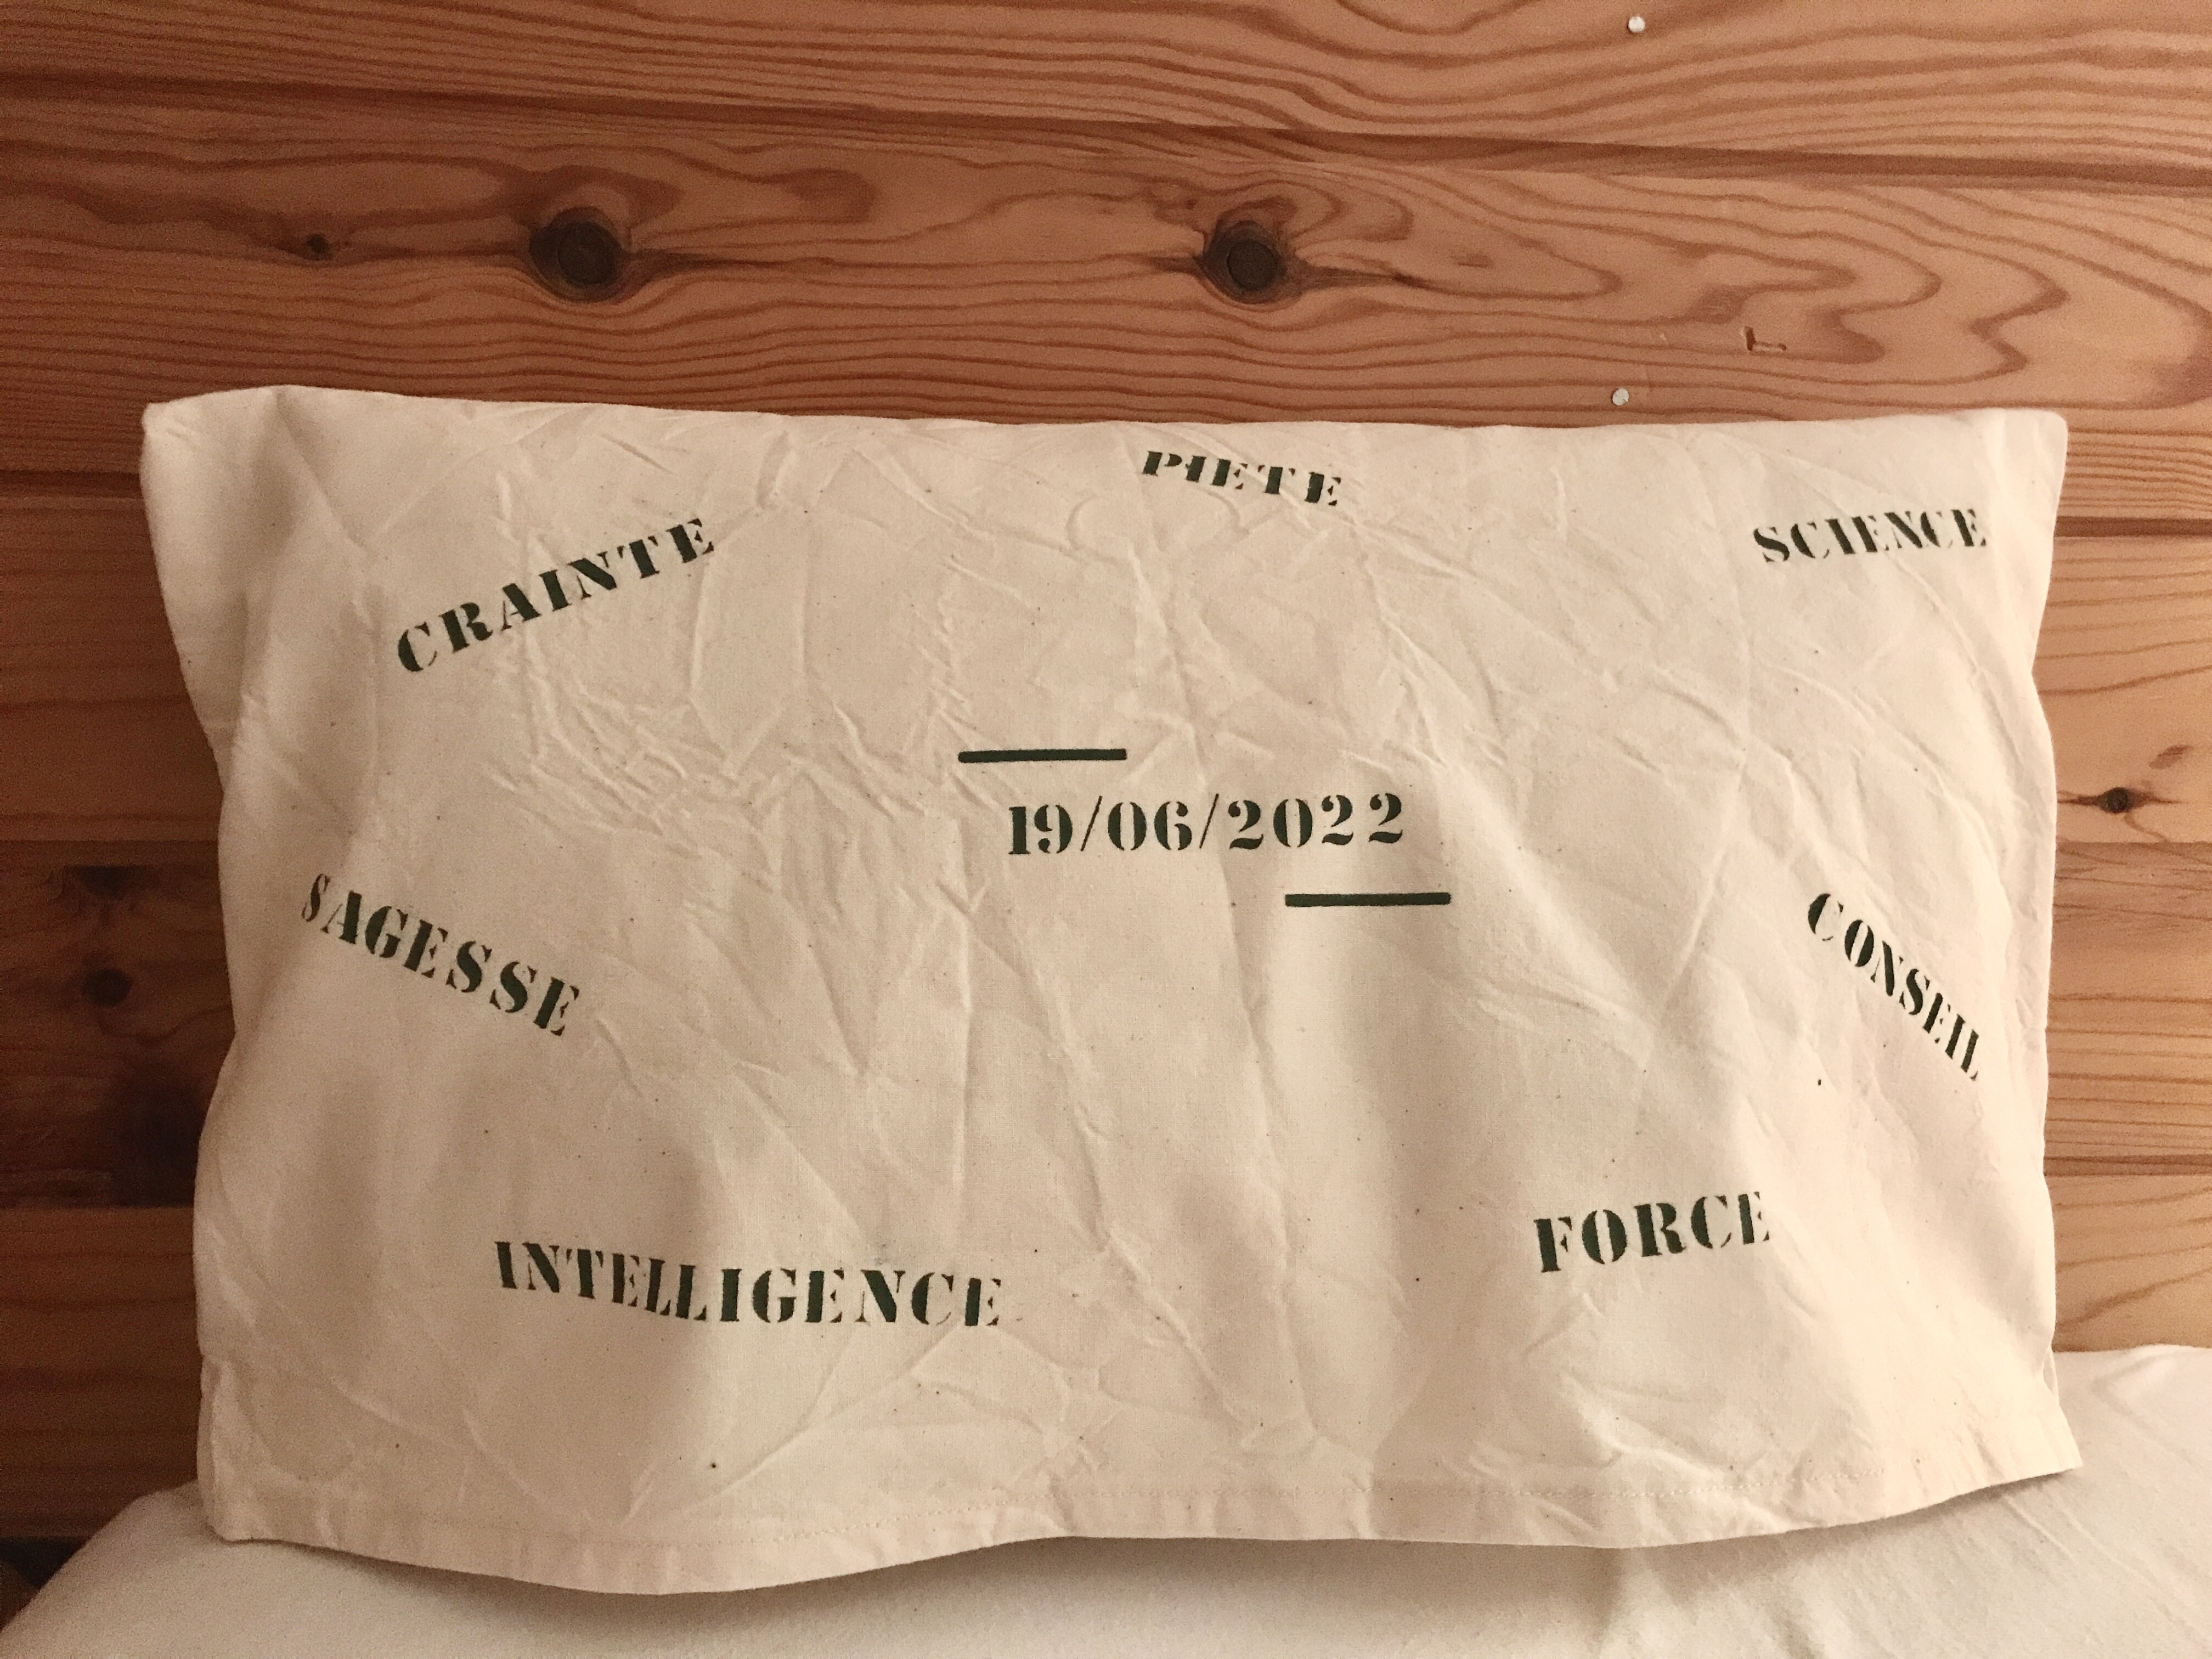 PIETE
SCIENCE
CRAINTE
19/06/2022
SAGESSE
CONSEIL
FORCE
INTELLIGENCE